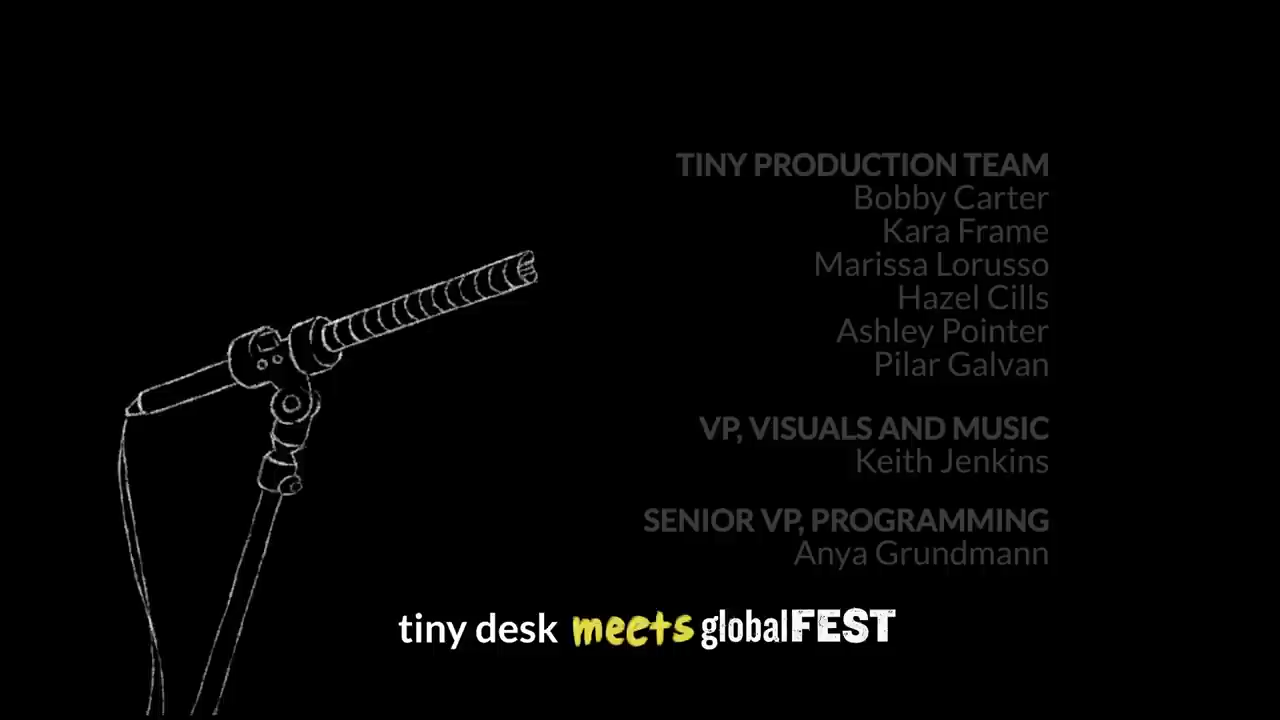 TINY PRODUCTION TEAM
Bobby Carter
Kara Frame
Marissa Lorusso
Hazel Cills
Ashley Pointer
Pilar Galvan
VP, VISUALS AND MUSIC
Keith Jenkins
SENIOR VP, PROGRAMMING
Anya Grundmann
tiny desk meets globalFEST